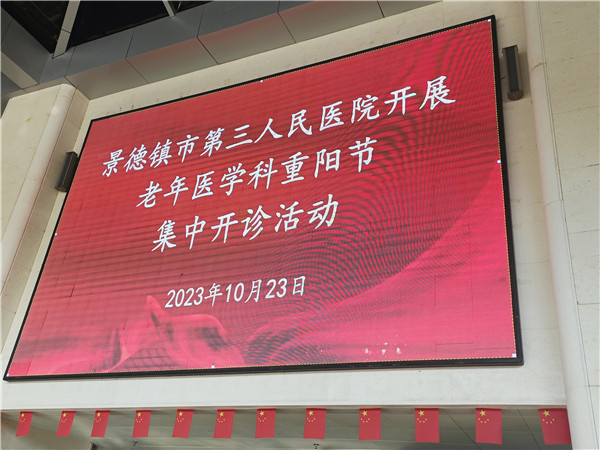 景德镇市第三人民医院开展
老年医学科重阳节
集中开诊活动
2023年10月23日